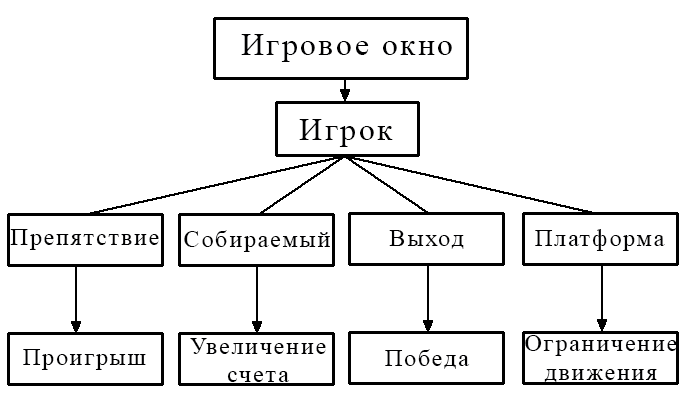 Игровое окно
Игрок
Препятствие
Собираемый
Выход
Платформа
Проигрыш
Увеличение
счета
Победа
Ограничение
движения